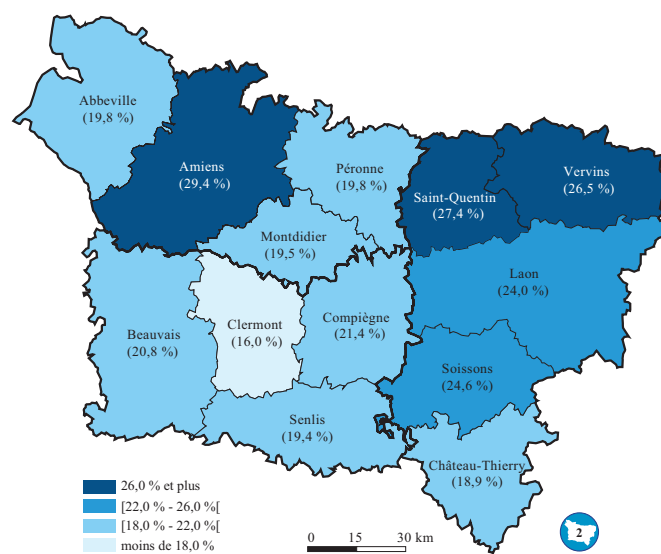 Abbeville
(19,8 %)
Amiens
(29,4 %)
Péronne
(19,8 %)
Saint-Quentin
(27,4 %)
Vervins
(26,5 %)
Montdidier
(19,5 %)
Laon
(24,0 %)
Beauvais
(20,8 %)
Clermont
(16,0 %)
Compiègne
(21,4 %)
Soissons
(24,6 %)
Senlis
(19,4 %)
Château-Thierry
(18,9 %)
26,0 % et plus
[22,0 % - 26,0 %[
[18,0 % - 22,0 %[
moins de 18,0 %
0 15 30 km
2